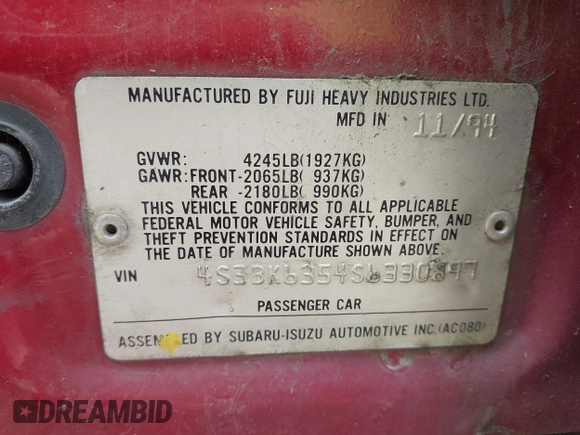 MANUFACTURED BY FUJI HEAVY INDUSTRIES LTD.
MFD IN 11/94
GVWR: 4245LB(1927KG)
GAWR:FRONT-2065LB( 937KG)
REAR -2180LB( 990KG)
THIS VEHICLE CONFORMS TO ALL APPLICABLE
FEDERAL MOTOR VEHICLE SAFETY, BUMPER, AND
THEFT PREVENTION STANDARDS IN EFFECT ON
THE DATE OF MANUFACTURE SHOWN ABOVE.
VIN 4S3BK6354S6330897
PASSENGER CAR
ASSEMBLED BY SUBARU-ISUZU AUTOMOTIVE INC.(AC080)
DREAMBID